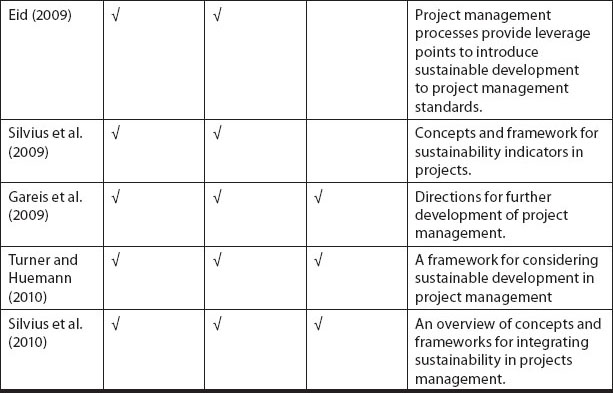 Eid (2009) √ √ Project management
processes provide leverage
points to introduce
sustainable development
to project management
standards.
Silvius et al. √ √ Concepts and framework for
(2009) sustainability indicators in
projects.
Gareis et al. √ √ √ Directions for further
(2009) development of project
management.
Turner and √ √ √ A framework for considering
Huemann sustainable development in
(2010) project management
Silvius et al. √ √ √ An overview of concepts and
(2010) frameworks for integrating
sustainability in projects
management.